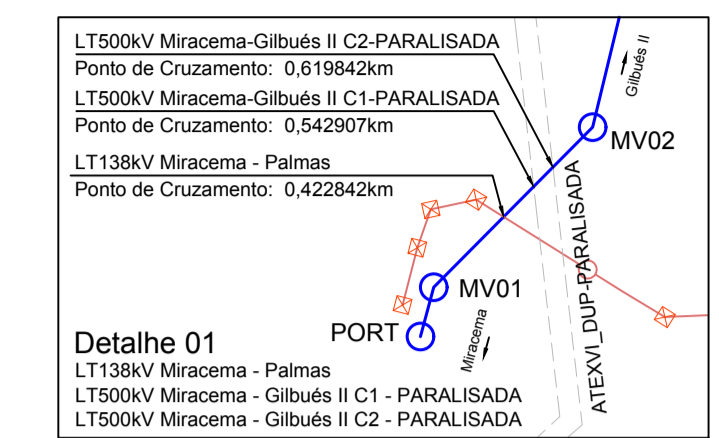 LT500kV Miracema-Gilbués II C2-PARALISADA
Ponto de Cruzamento: 0,619842km
LT500kV Miracema-Gilbués II C1-PARALISADA
Ponto de Cruzamento: 0,542907km
LT138kV Miracema - Palmas
Ponto de Cruzamento: 0,422842km
Gilbués II
MV02
ATEXVI_DUP-PARALISADA
MV01
PORT
Miracema
Detalhe 01
LT138kV Miracema - Palmas
LT500kV Miracema - Gilbués II C1 - PARALISADA
LT500kV Miracema - Gilbués II C2 - PARALISADA